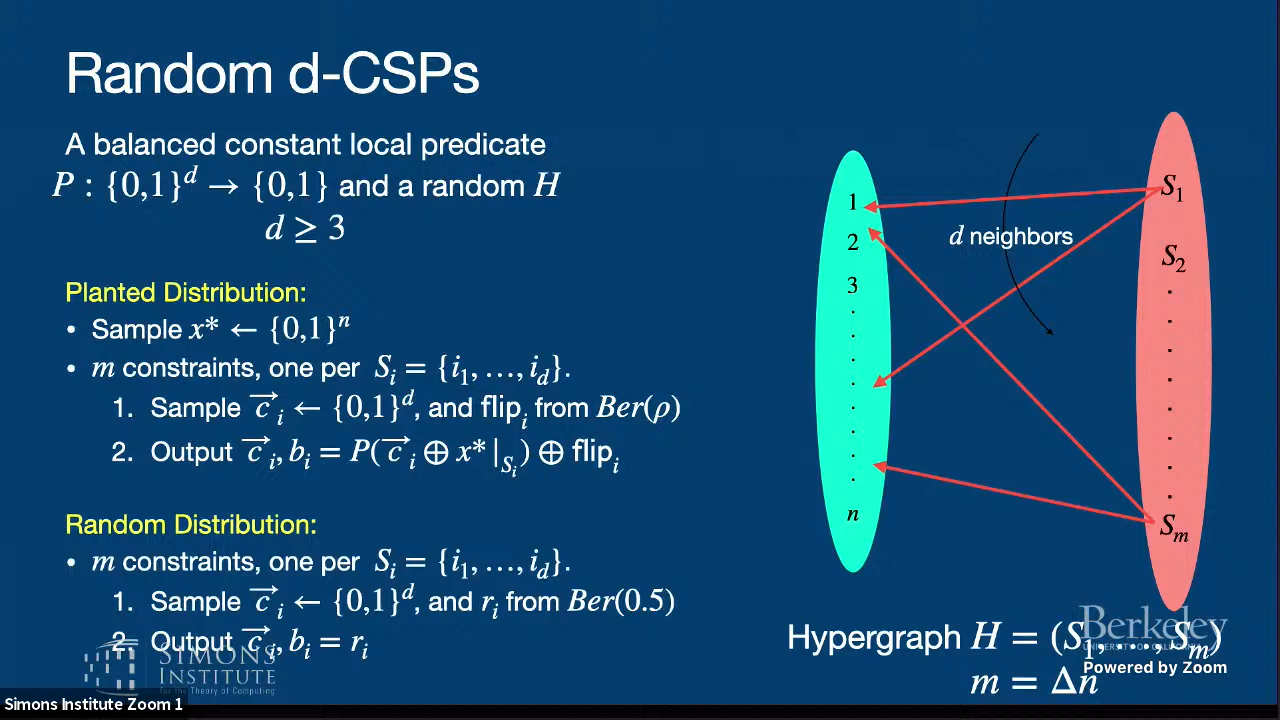 Random d-CSPs
A balanced constant local predicate
P : {0,1}^d → {0,1} and a random H
d ≥ 3
Planted Distribution:
• Sample x* ← {0,1}^n
• m constraints, one per S_i = {i_1, …, i_d}.
1. Sample c⃗_i ← {0,1}^d, and flip_i from Ber(ρ)
2. Output c⃗_i, b_i = P(c⃗_i ⊕ x*|_{S_i}) ⊕ flip_i
Random Distribution:
• m constraints, one per S_i = {i_1, …, i_d}.
1. Sample c⃗_i ← {0,1}^d, and r_i from Ber(0.5)
2. Output c⃗_i, b_i = r_i
1
2
3
n
d neighbors
S_1
S_2
S_m
Hypergraph H = (S_1, …, S_m)
m = Δn
SIMONS
INSTITUTE
for the Theory of Computing
Berkeley
UNIVERSITY OF CALIFORNIA
Powered by Zoom
Simons Institute Zoom 1